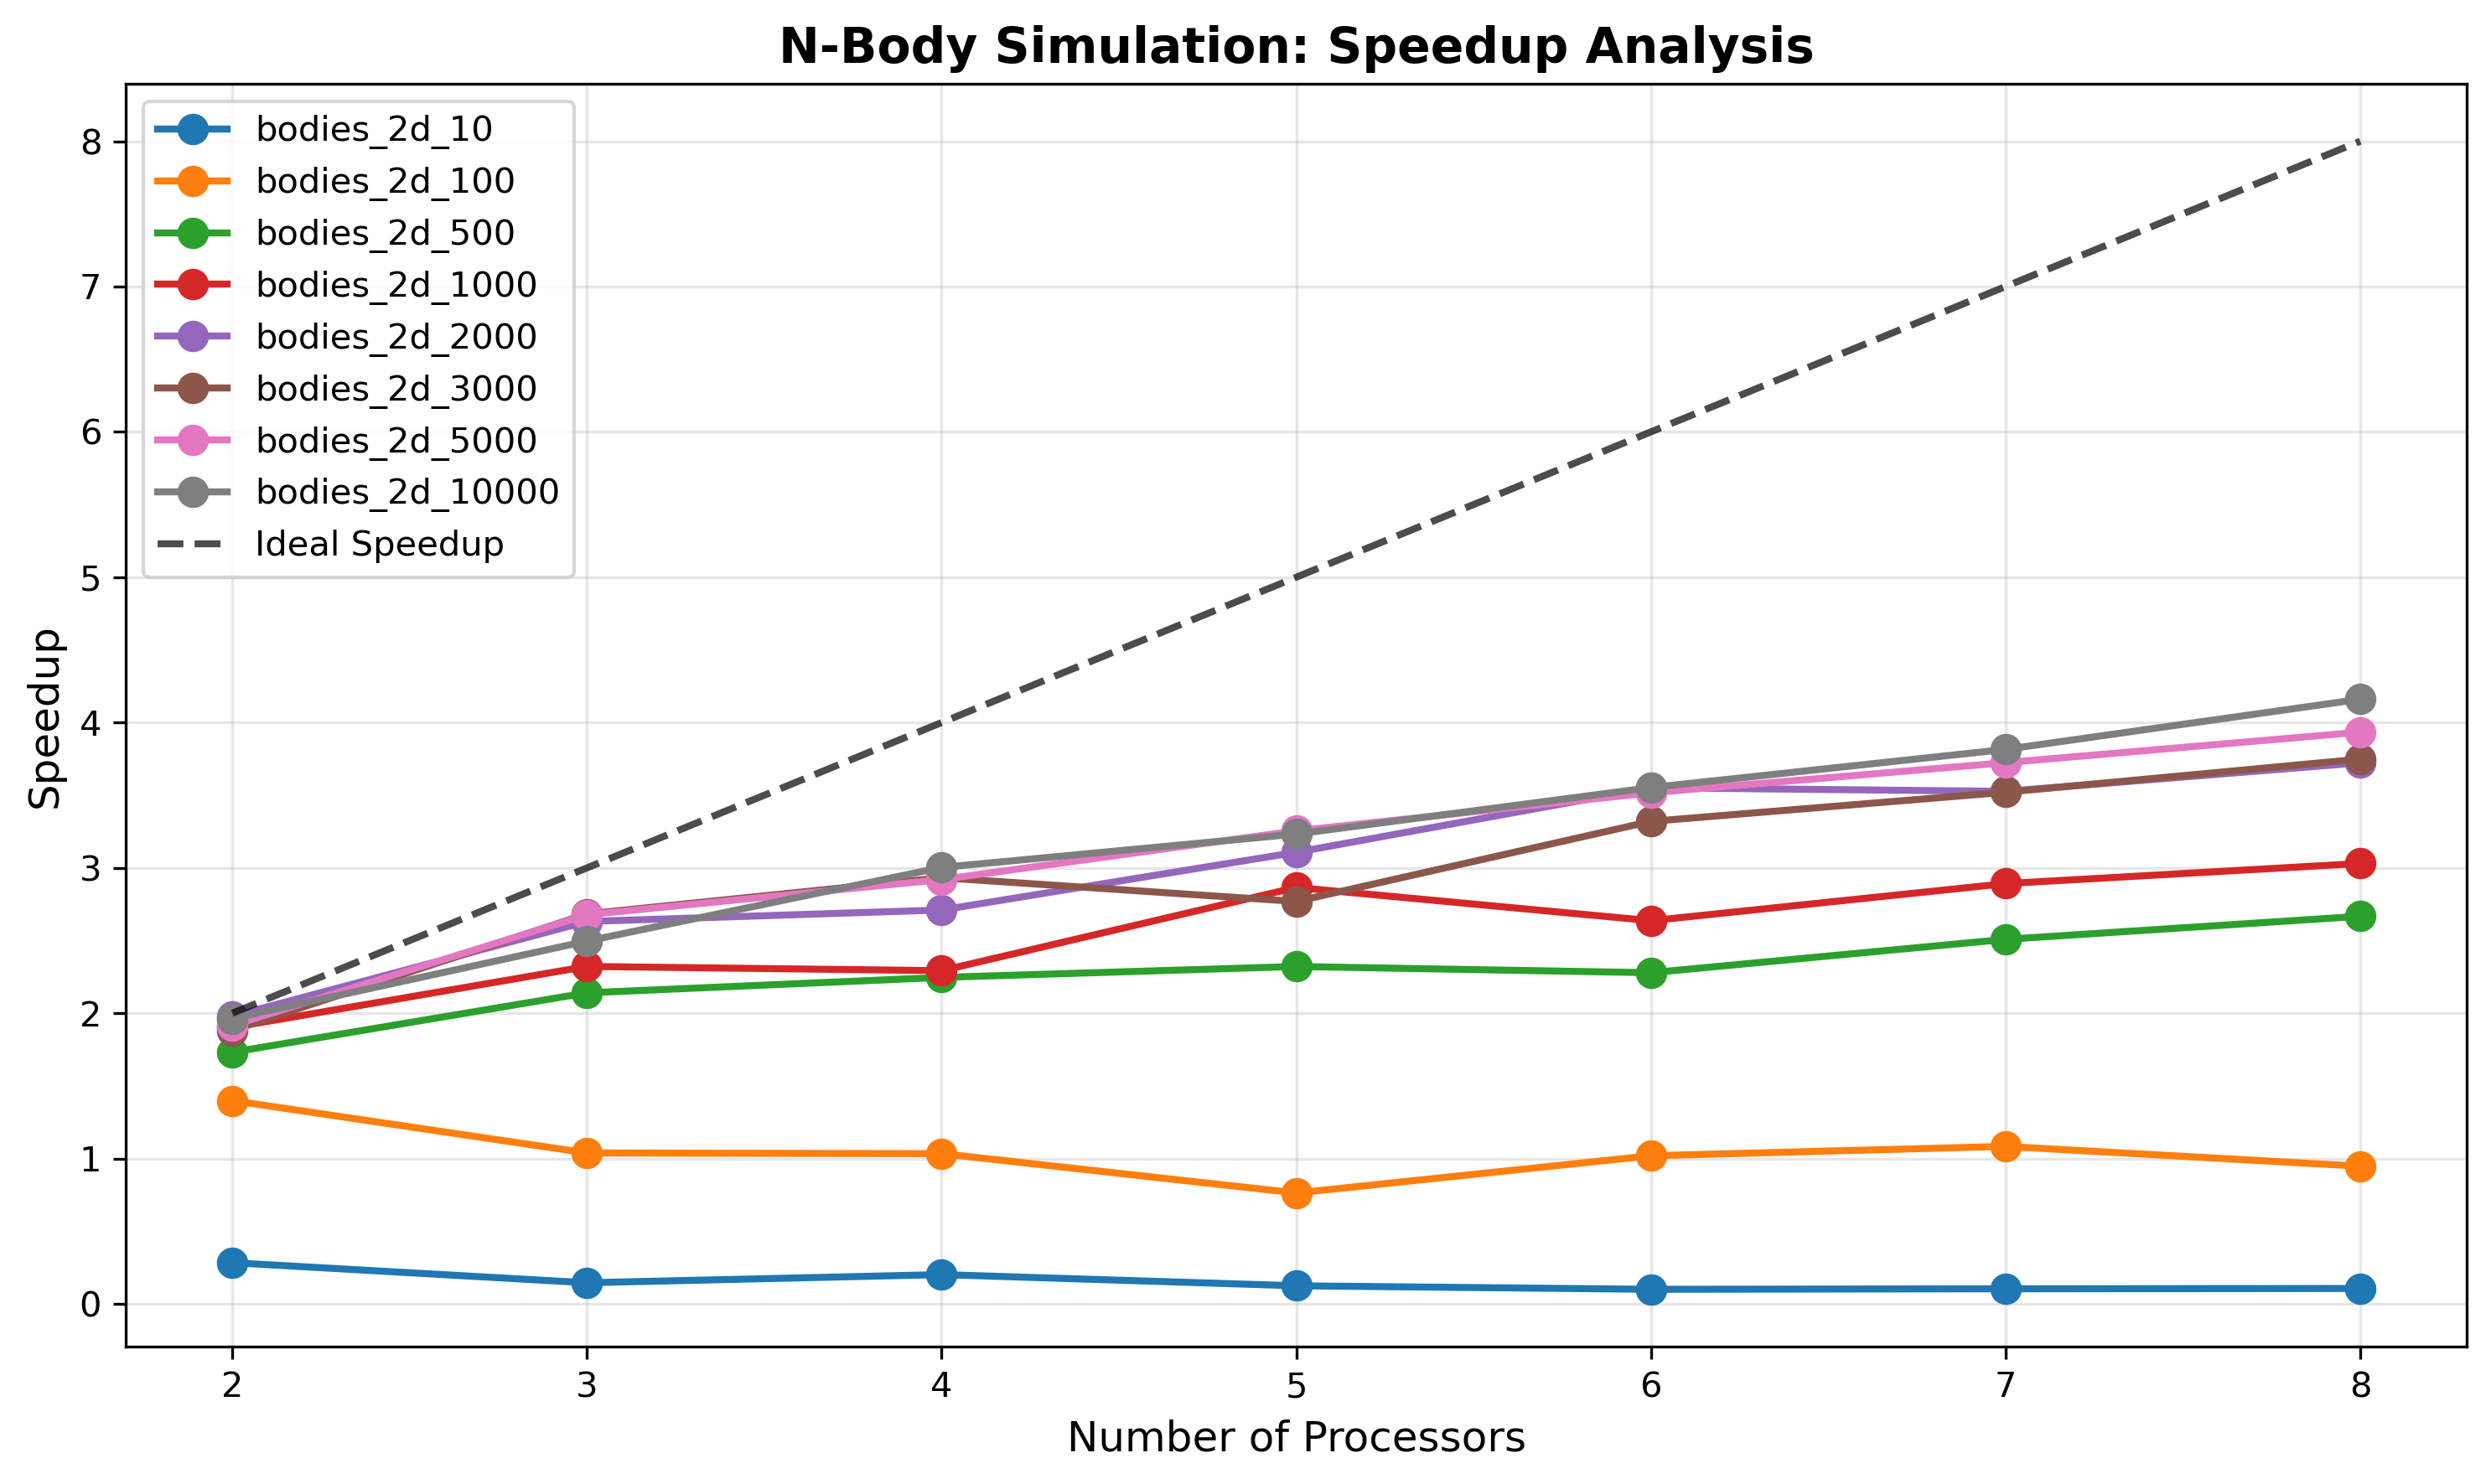 N-Body Simulation: Speedup Analysis
bodies_2d_10
bodies_2d_100
bodies_2d_500
bodies_2d_1000
bodies_2d_2000
bodies_2d_3000
bodies_2d_5000
bodies_2d_10000
Ideal Speedup
8
7
6
5
4
3
2
1
0
Speedup
2 3 4 5 6 7 8
Number of Processors